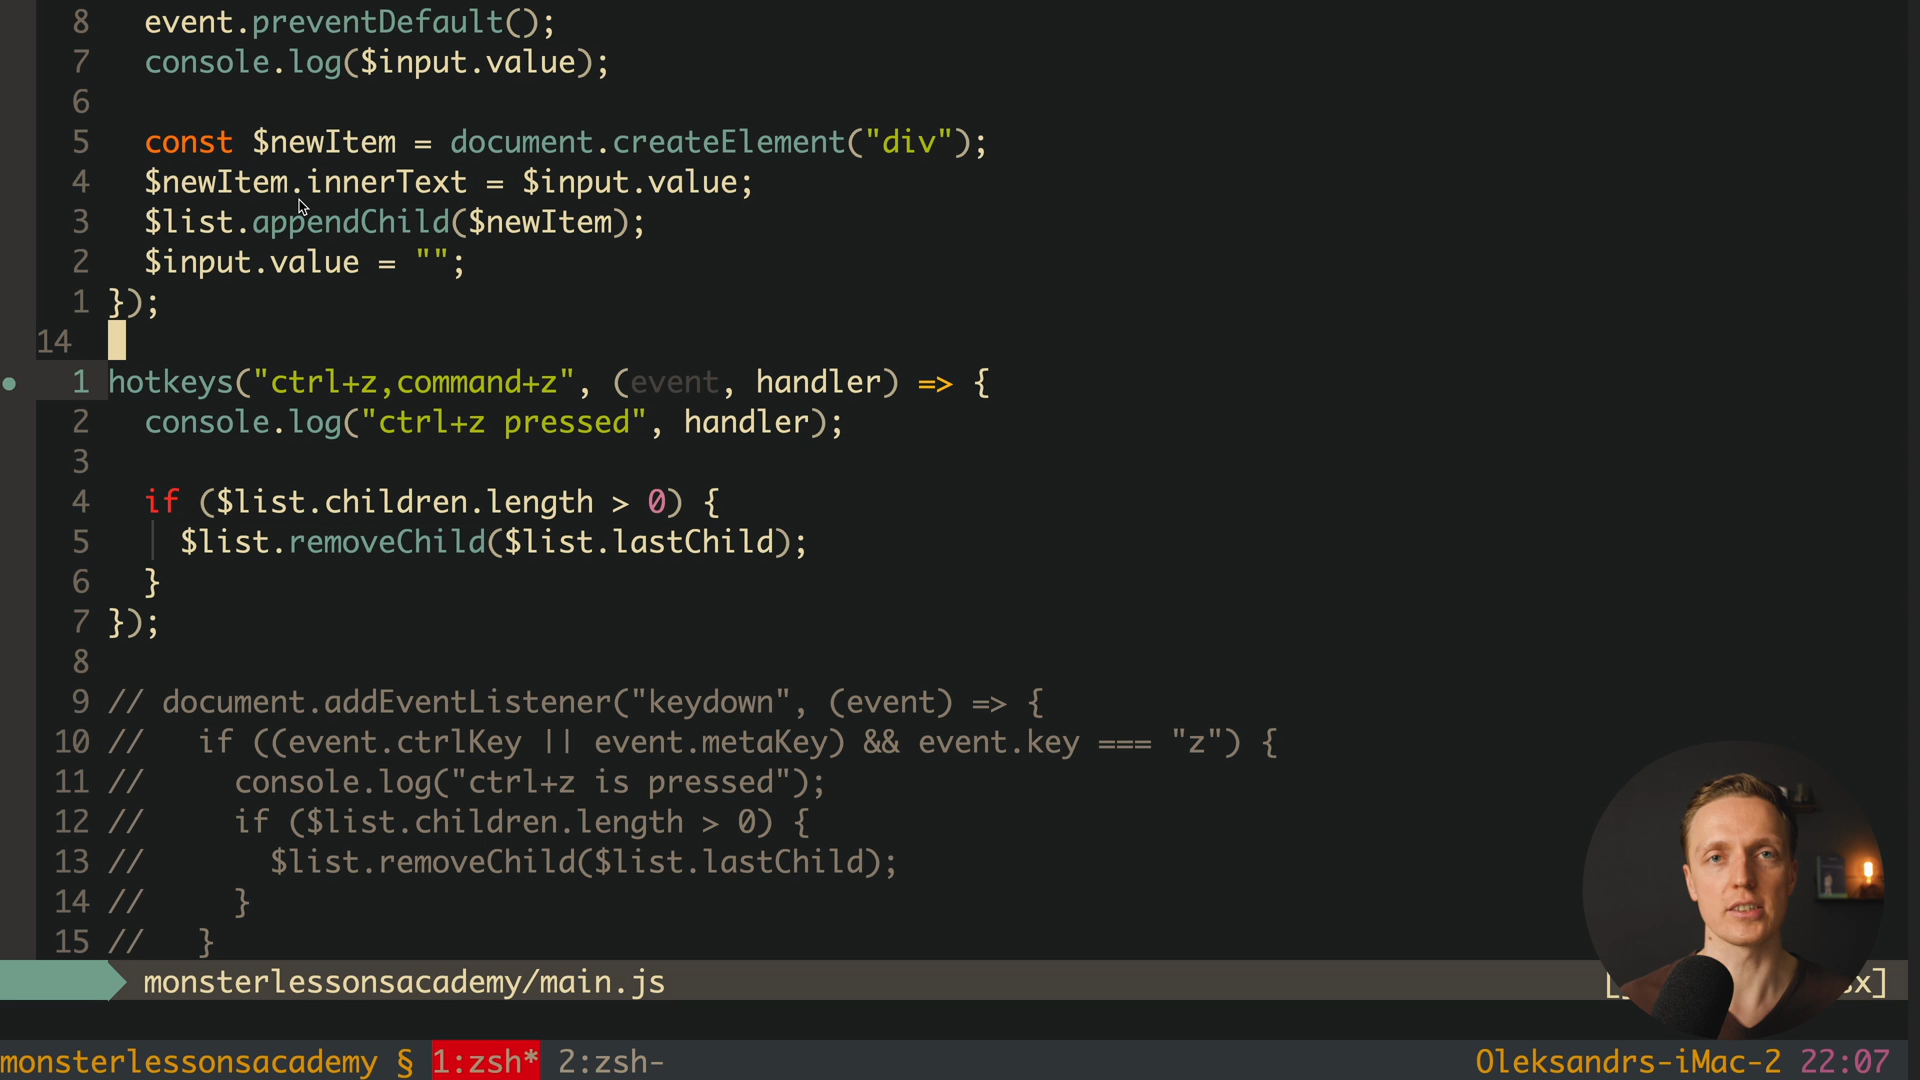 8 event.preventDefault();
7 console.log($input.value);
6
5 const $newItem = document.createElement("div");
4 $newItem.innerText = $input.value;
3 $list.appendChild($newItem);
2 $input.value = "";
1 });
14
1 hotkeys("ctrl+z,command+z", (event, handler) => {
2 console.log("ctrl+z pressed", handler);
3
4 if ($list.children.length > 0) {
5 $list.removeChild($list.lastChild);
6 }
7 });
8
9 // document.addEventListener("keydown", (event) => {
10 // if ((event.ctrlKey || event.metaKey) && event.key === "z") {
11 // console.log("ctrl+z is pressed");
12 // if ($list.children.length > 0) {
13 // $list.removeChild($list.lastChild);
14 // }
15 // }
monsterlessonsacademy/main.js
monsterlessonsacademy § 1:zsh* 2:zsh- Oleksandrs-iMac-2 22:07